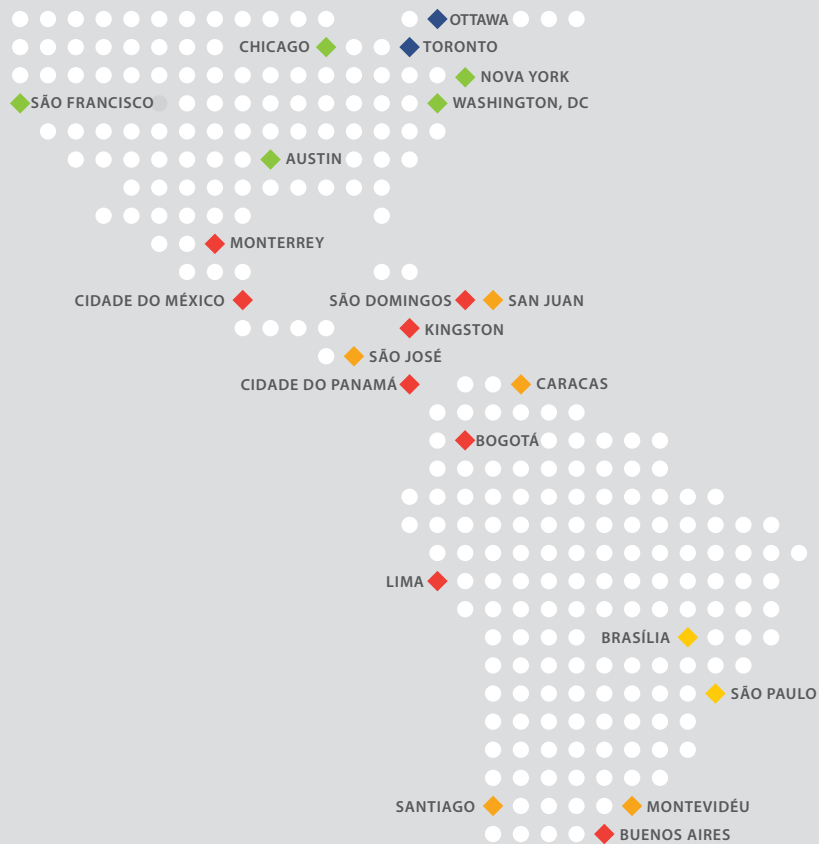 OTTAWA
CHICAGO
TORONTO
NOVA YORK
SÃO FRANCISCO
WASHINGTON, DC
AUSTIN
MONTERREY
CIDADE DO MÉXICO
SÃO DOMINGOS
SAN JUAN
KINGSTON
SÃO JOSÉ
CIDADE DO PANAMÁ
CARACAS
BOGOTÁ
LIMA
BRASÍLIA
SÃO PAULO
SANTIAGO
MONTEVIDÉU
BUENOS AIRES